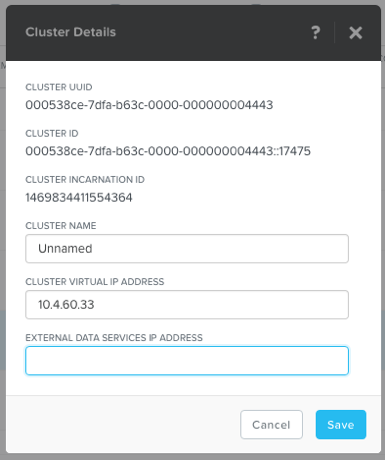 Cluster Details
?
CLUSTER UUID
000538ce-7dfa-b63c-0000-000000004443
CLUSTER ID
000538ce-7dfa-b63c-0000-000000004443::17475
CLUSTER INCARNATION ID
1469834411554364
CLUSTER NAME
Unnamed
CLUSTER VIRTUAL IP ADDRESS
10.4.60.33
EXTERNAL DATA SERVICES IP ADDRESS
Cancel Save